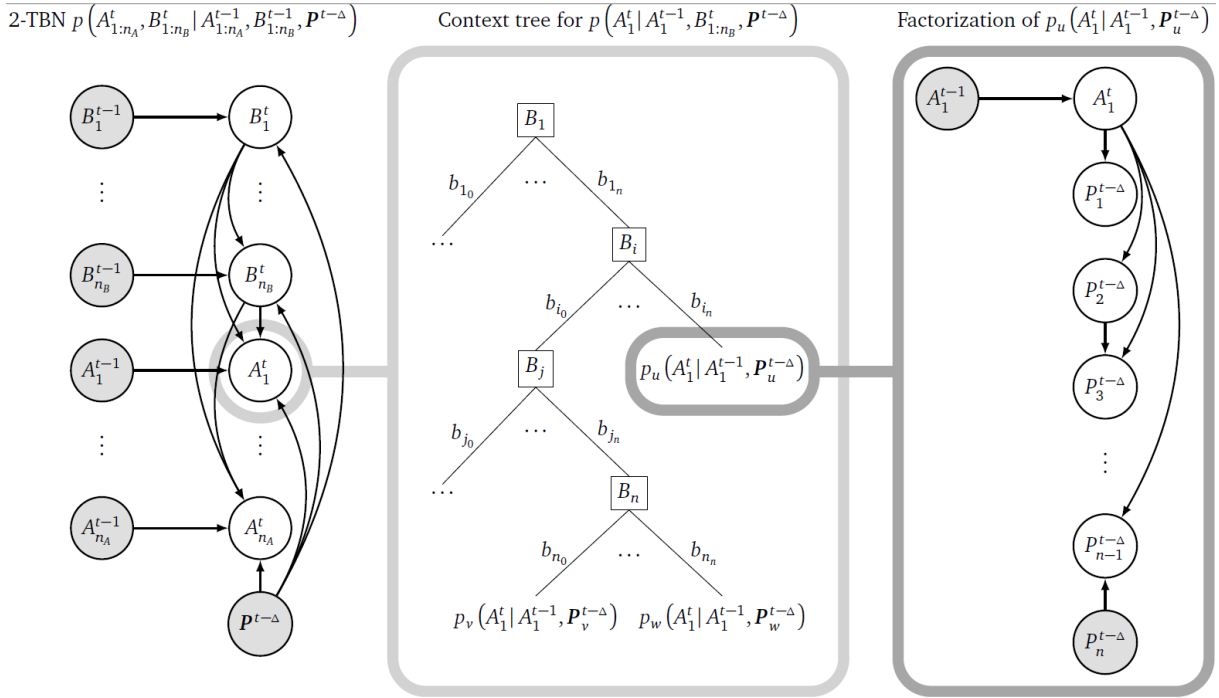 2-TBN p(A^t_{1:n_A}, B^t_{1:n_B} | A^{t−1}_{1:n_A}, B^{t−1}_{1:n_B}, P^{t−Δ})
Context tree for p(A^t_1 | A^{t−1}_1, B^t_{1:n_B}, P^{t−Δ})
Factorization of p_u(A^t_1 | A^{t−1}_1, P^{t−Δ}_u)
B^{t−1}_1
B^t_1
⋮
⋮
B^{t−1}_{n_B}
B^t_{n_B}
A^{t−1}_1
A^t_1
⋮
⋮
A^{t−1}_{n_A}
A^t_{n_A}
P^{t−Δ}
B_1
b_{1_0}
...
b_{1_n}
...
B_i
b_{i_0}
...
b_{i_n}
B_j
p_u(A^t_1 | A^{t−1}_1, P^{t−Δ}_u)
b_{j_0}
...
b_{j_n}
...
B_n
b_{n_0}
...
b_{n_n}
p_v(A^t_1 | A^{t−1}_1, P^{t−Δ}_v)
p_w(A^t_1 | A^{t−1}_1, P^{t−Δ}_w)
A^{t−1}_1
A^t_1
P^{t−Δ}_1
P^{t−Δ}_2
P^{t−Δ}_3
⋮
P^{t−Δ}_{n−1}
P^{t−Δ}_n